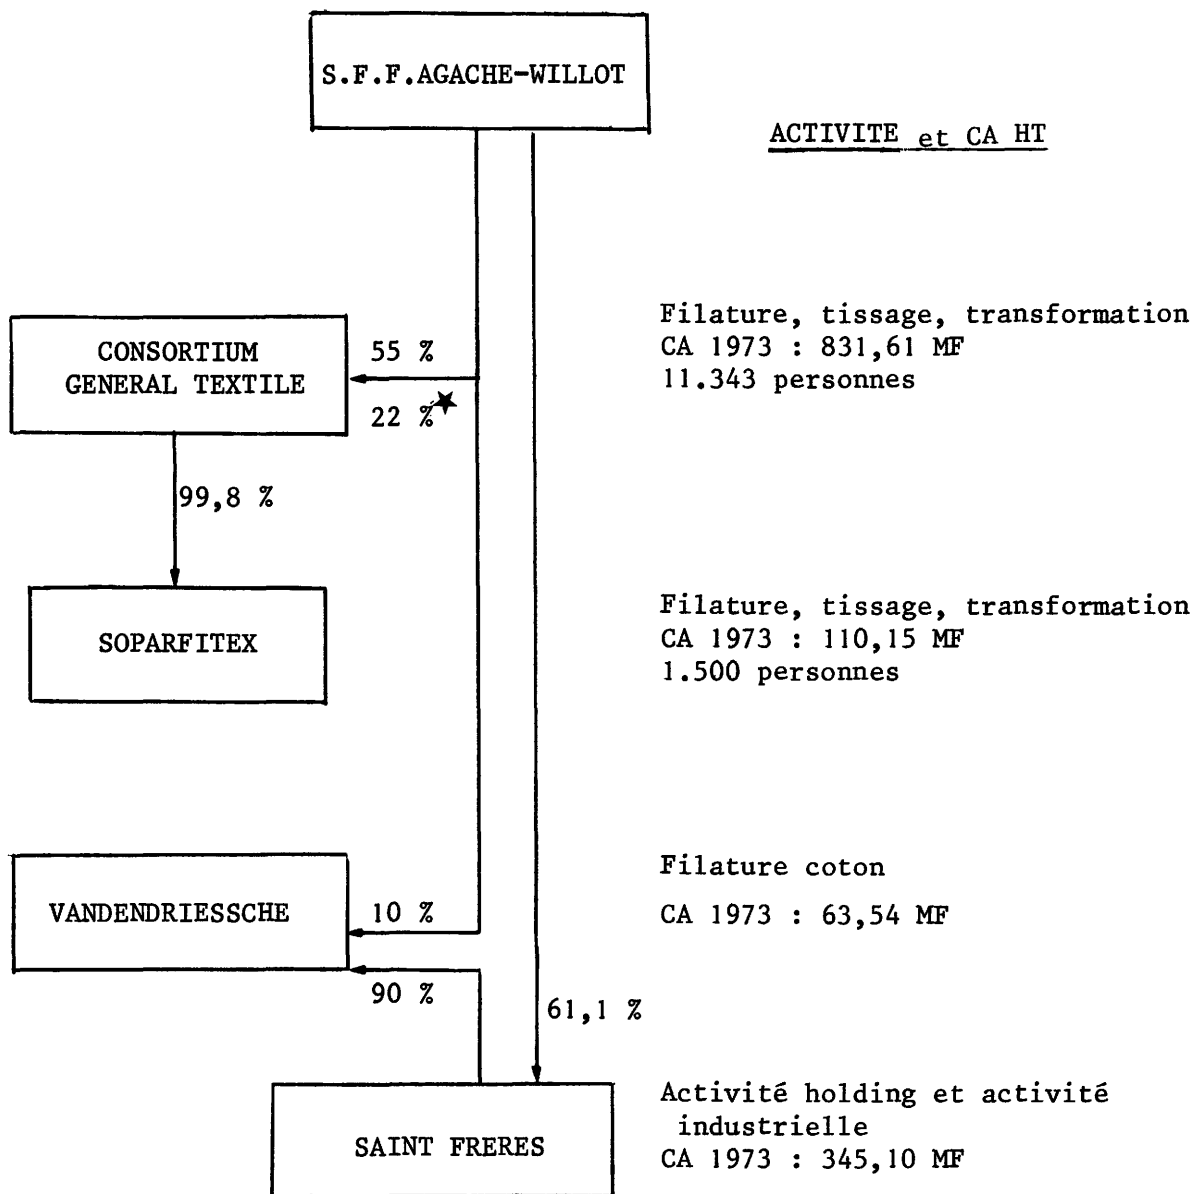 S.F.F.AGACHE-WILLOT
ACTIVITE et CA HT
CONSORTIUM
GENERAL TEXTILE
55 %
22 %★
Filature, tissage, transformation
CA 1973 : 831,61 MF
11.343 personnes
99,8 %
SOPARFITEX
Filature, tissage, transformation
CA 1973 : 110,15 MF
1.500 personnes
VANDENDRIESSCHE
10 %
90 %
Filature coton
CA 1973 : 63,54 MF
61,1 %
SAINT FRERES
Activité holding et activité
industrielle
CA 1973 : 345,10 MF